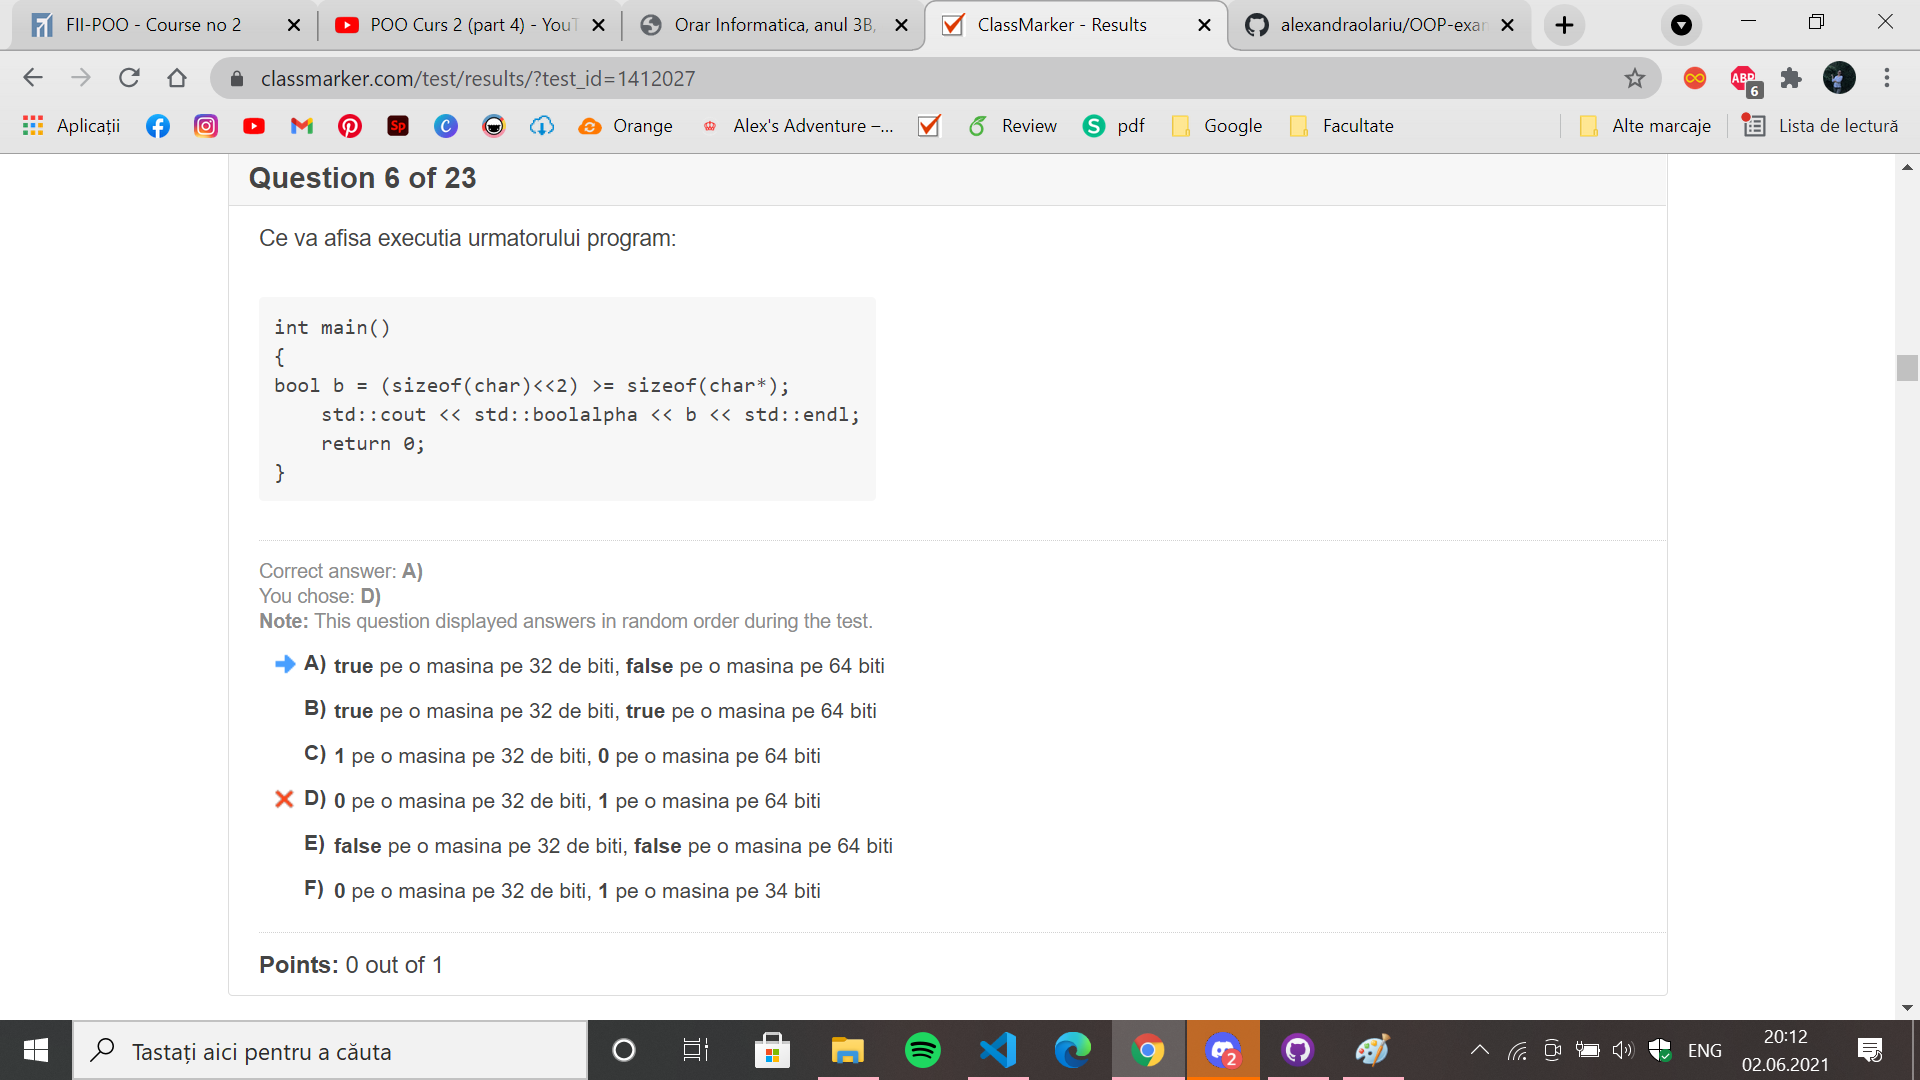 FII-POO - Course no 2
POO Curs 2 (part 4) - YouT
Orar Informatica, anul 3B,
ClassMarker - Results
alexandraolariu/OOP-exar
classmarker.com/test/results/?test_id=1412027
ABP
6
Aplicații
Sp
Orange
Alex's Adventure –...
Review
S
pdf
Google
Facultate
Alte marcaje
Lista de lectură
Question 6 of 23
Ce va afisa executia urmatorului program:
int main()
{
bool b = (sizeof(char)<<2) >= sizeof(char*);
    std::cout << std::boolalpha << b << std::endl;
    return 0;
}
Correct answer: A)
You chose: D)
Note: This question displayed answers in random order during the test.
A) true pe o masina pe 32 de biti, false pe o masina pe 64 biti
B) true pe o masina pe 32 de biti, true pe o masina pe 64 biti
C) 1 pe o masina pe 32 de biti, 0 pe o masina pe 64 biti
D) 0 pe o masina pe 32 de biti, 1 pe o masina pe 64 biti
E) false pe o masina pe 32 de biti, false pe o masina pe 64 biti
F) 0 pe o masina pe 32 de biti, 1 pe o masina pe 34 biti
Points: 0 out of 1
Tastați aici pentru a căuta
2
ENG
20:12
02.06.2021